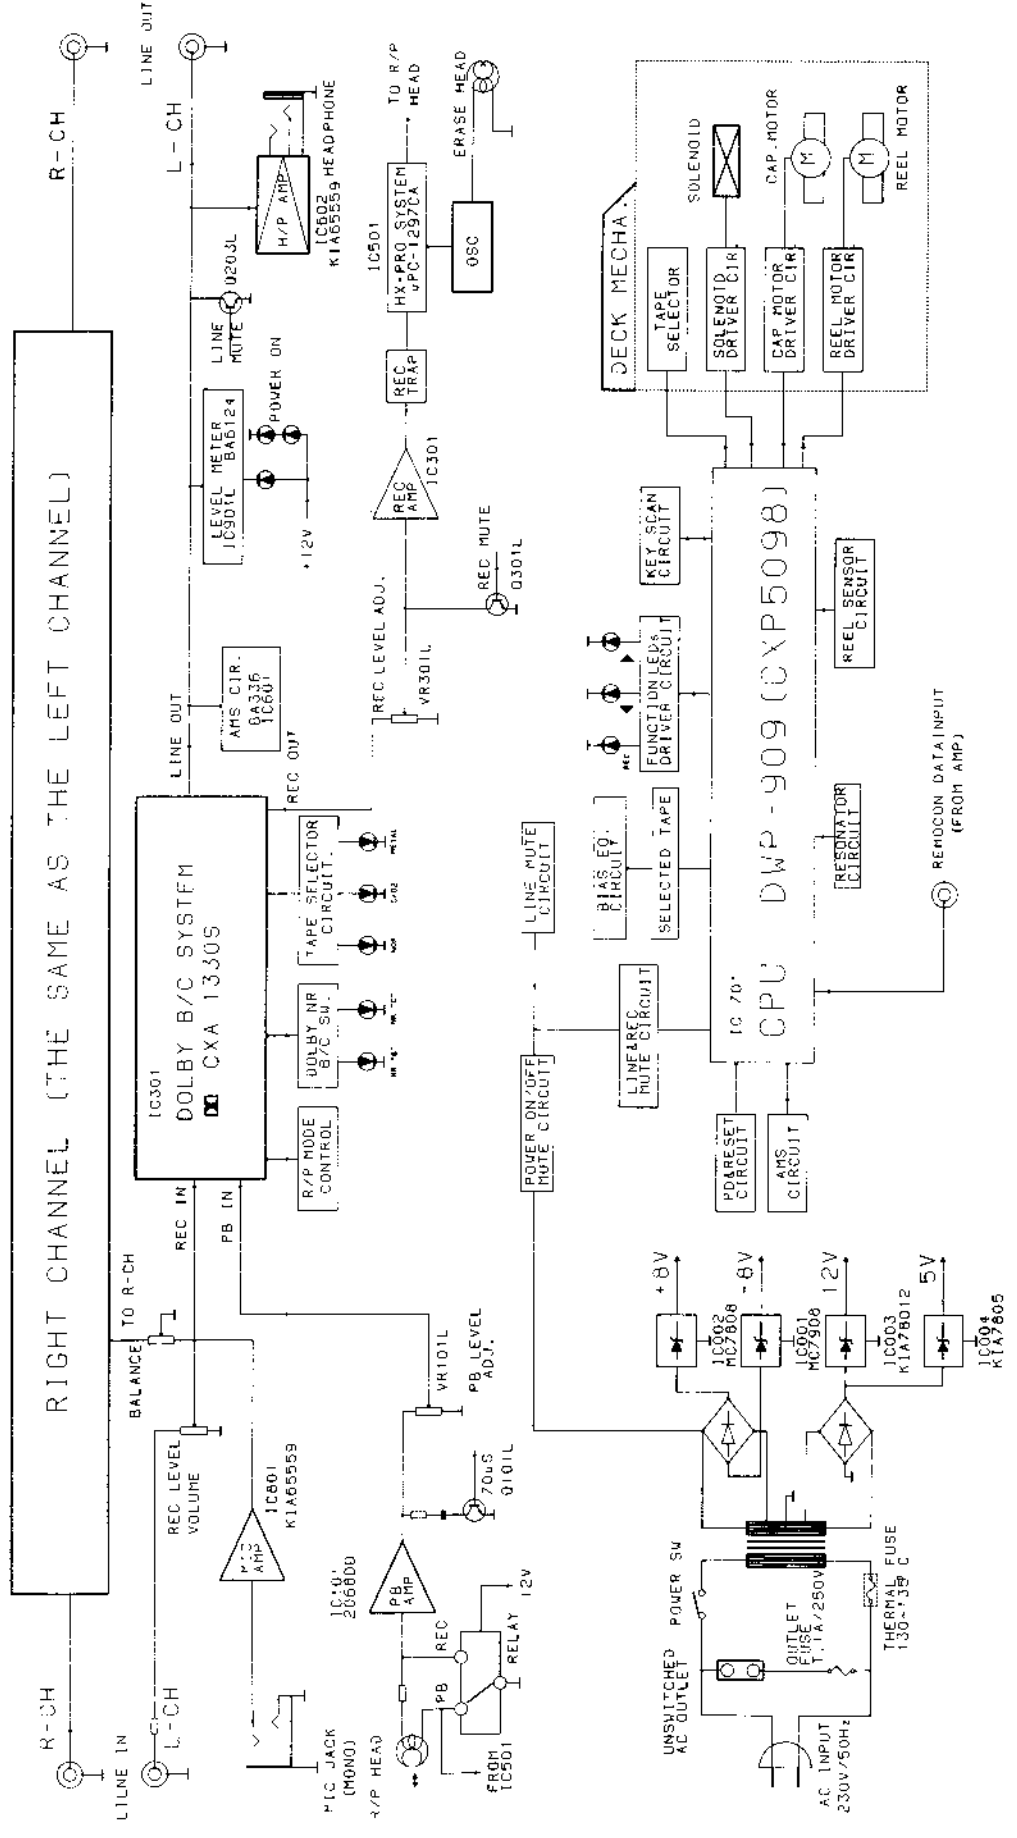 R-CH
LILNE IN
L-CH
RIGHT CHANNEL (THE SAME AS THE LEFT CHANNEL)
R-CH
LINE OUT
L-CH
REC LEVEL
VOLUME
BALANCE
TO R-CH
REC IN
PB IN
IC301
DOLBY B/C SYSTEM
CXA 1330S
LINE OUT
REC OUT
AMS CIR.
BA336
IC601
LEVEL METER
IC901L BA6124
POWER ON
+12V
LINE
MUTE
Q203L
H/P AMP
IC602
KIA65559
HEADPHONE
MIC JACK
(MONO)
AMP
IC801
KIA65559
R/P MODE
CONTROL
DOLBY NR
B/C SW.
TAPE SELECTOR
CIRCUIT.
METAL
REC LEVEL ADJ.
VR301L
REC
AMP
IC301
REC MUTE
Q301L
REC
TRAP
IC501
HX-PRO SYSTEM
uPC-1297CA
TO R/P
HEAD
OSC
ERASE HEAD
R/P HEAD
FROM
IC501
PB
REC
RELAY
12V
PB
AMP
2068DD
70uS
Q101L
VR101L
PB LEVEL
ADJ.
POWER ON/OFF
MUTE CIRCUIT
LINE MUTE
CIRCUIT
LINE&REC
MUTE CIRCUIT
BIAS EQ.
CIRCUIT
SELECTED TAPE
REC
FUNCTION LEDs
DRIVER CIRCUIT
KEY SCAN
CIRCUIT
DECK MECHA.
TAPE
SELECTOR
SOLENOID
SOLENOTD
DRIVER CIR
CAP.MOTOR
M
CAP MOTOR
DRIVER CIR
REEL MOTOR
M
REEL MOTOR
DRIVER CIR
CPU DWP-909(CXP5098)
PD&RESET
CIRCUIT
AMS
CIRCUIT
RESONATOR
CIRCUIT
REEL SENSOR
CIRCUIT
REMOCON DATA INPUT
(FROM AMP)
UNSWITCHED
AC OUTLET
POWER SW
AC INPUT
230V/50Hz
OUTLET
FUSE
T.1A/250V
THERMAL FUSE
+8V
IC002
MC7808
-8V
IC001
MC7908
12V
IC003
KIA78012
5V
IC004
KIA7805